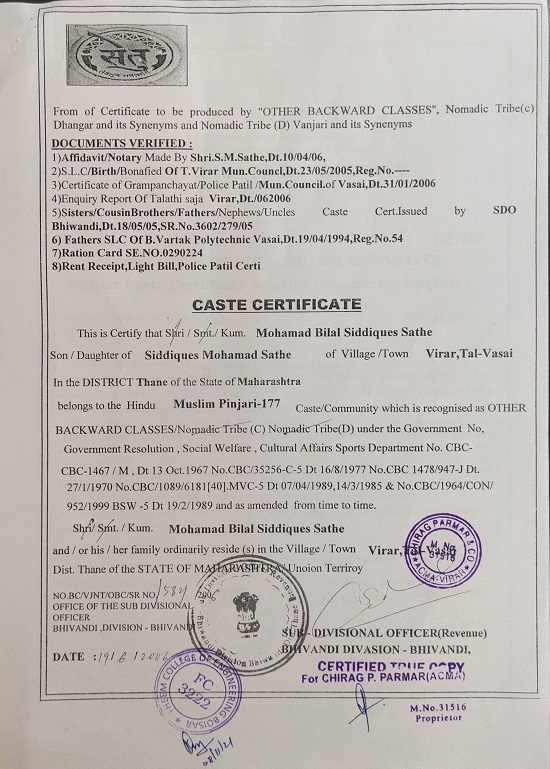 सेतु
From of Certificate to be produced by "OTHER BACKWARD CLASSES", Nomadic Tribe(c)
Dhangar and its Synenyms and Nomadic Tribe (D) Vanjari and its Synenyms
DOCUMENTS VERIFIED :
1)Affidavit/Notary Made By Shri.S.M.Sathe,Dt.10/04/06,
2)S.L.C/Birth/Bonafied Of T.Virar Mun.Councl,Dt.23/05/2005,Reg.No.----
3)Certificate of Grampanchayat/Police Patil /Mun.Council.of Vasai,Dt.31/01/2006
4)Enquiry Report Of Talathi saja Virar,Dt./062006
5)Sisters/CousinBrothers/Fathers/Nephews/Uncles Caste Cert.Issued by SDO
Bhiwandi,Dt.18/05/05,SR.No.3602/279/05
6) Fathers SLC Of B.Vartak Polytechnic Vasai,Dt.19/04/1994,Reg.No.54
7)Ration Card SE.NO.0290224
8)Rent Receipt,Light Bill,Police Patil Certi
CASTE CERTIFICATE
This is Certify that Shri / Smt./ Kum. Mohamad Bilal Siddiques Sathe
Son / Daughter of Siddiques Mohamad Sathe of Village /Town Virar,Tal-Vasai
In the DISTRICT Thane of the State of Maharashtra
belongs to the Hindu Muslim Pinjari-177 Caste/Community which is recognised as OTHER
BACKWARD CLASSES/Nomadic Tribe (C) Nomadic Tribe(D) under the Government No,
Government Resolution , Social Welfare , Cultural Affairs Sports Department No. CBC-
CBC-1467 / M , Dt 13 Oct.1967 No.CBC/35256-C-5 Dt 16/8/1977 No.CBC 1478/947-J Dt.
27/1/1970 No.CBC/1089/6181[40].MVC-5 Dt 07/04/1989,14/3/1985 & No.CBC/1964/CON/
952/1999 BSW -5 Dt 19/2/1989 and as amended from time to time.
Shri/ Smt. / Kum. Mohamad Bilal Siddiques Sathe
and / or his / her family ordinarily reside (s) in the Village / Town Virar,Tal-Vasai
Dist. Thane of the STATE OF MAHARASHTRA/ Unoion Terriroy
CHIRAG PARMAR & CO
M. No.
31516
ACMA-VIRAR
NO.BC/VJNT/OBC/SR NO/ 2006
OFFICE OF THE SUB DIVISIONAL
OFFICER
BHIVANDI ,DIVISION - BHIVANDI
SUB - DIVISIONAL OFFICER(Revenue)
BHIVANDI DIVASION - BHIVANDI,
DATE :19/ 6 / 2006
THEEM COLLEGE OF ENGINEERING BOISAR
FC
3222
CERTIFIED TRUE COPY
For CHIRAG P. PARMAR(ACMA)
M.No.31516
Proprietor